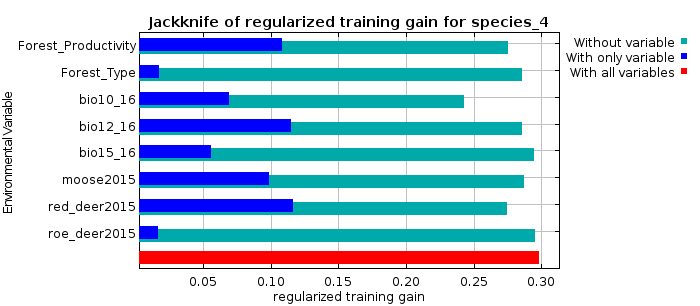 Jackknife of regularized training gain for species_4
Environmental Variable
Forest_Productivity
Forest_Type
bio10_16
bio12_16
bio15_16
moose2015
red_deer2015
roe_deer2015
0.05 0.10 0.15 0.20 0.25 0.30
regularized training gain
Without variable
With only variable
With all variables